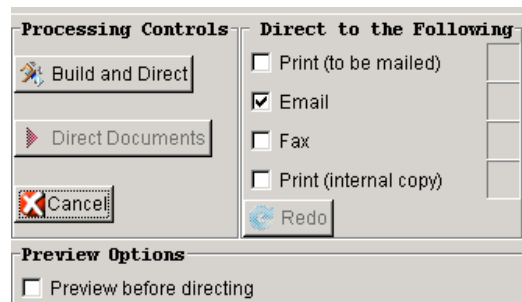 Processing Controls
Build and Direct
Direct Documents
Cancel
Direct to the Following
Print (to be mailed)
Email
Fax
Print (internal copy)
Redo
Preview Options
Preview before directing